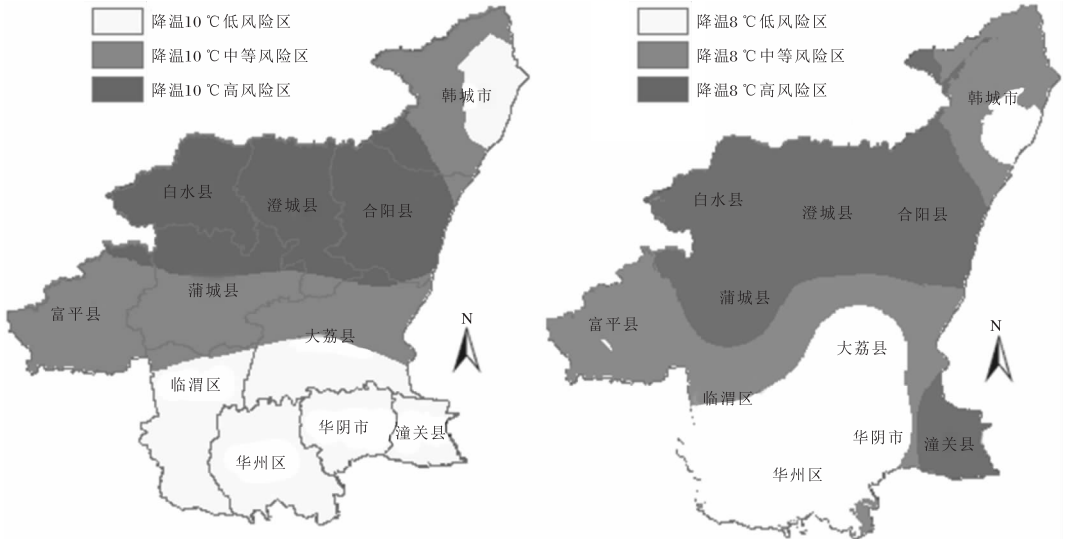 降温10℃低风险区
降温10℃中等风险区
降温10℃高风险区
韩城市
白水县
澄城县
合阳县
蒲城县
富平县
大荔县
N
临渭区
华阴市
潼关县
华州区
降温8℃低风险区
降温8℃中等风险区
降温8℃高风险区
韩城市
白水县
澄城县
合阳县
蒲城县
富平县
N
大荔县
临渭区
华阴市
潼关县
华州区